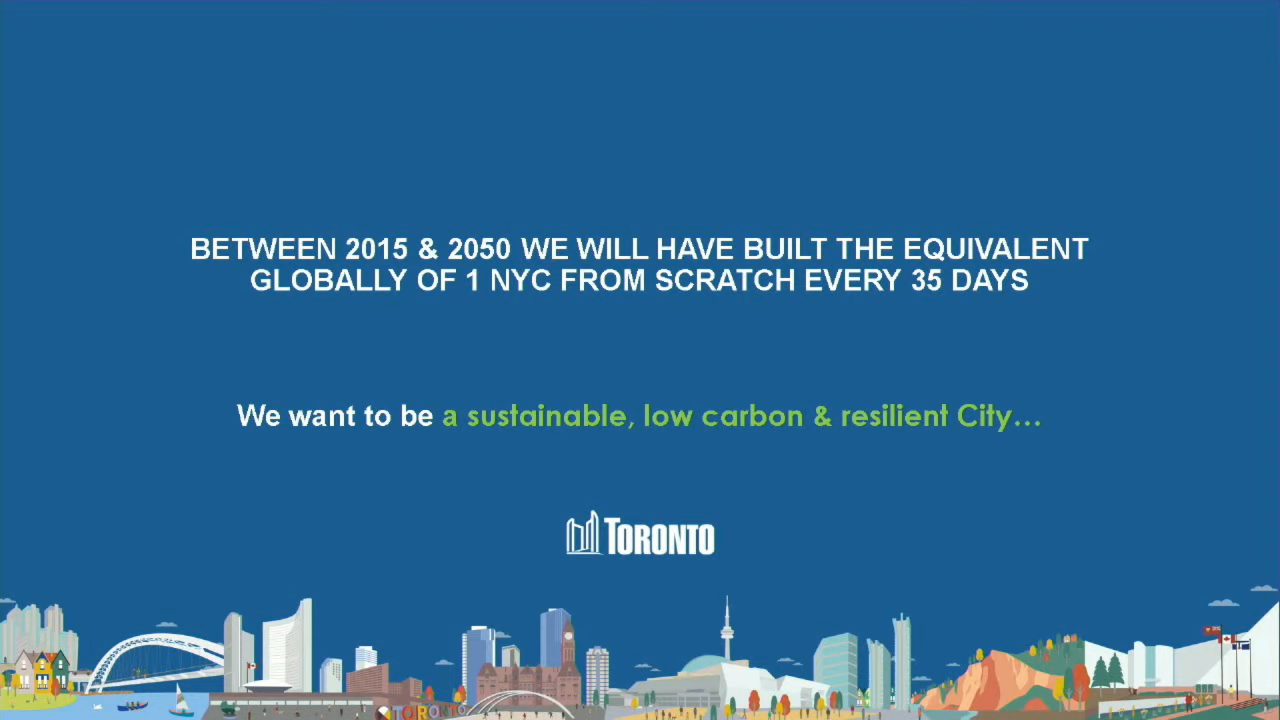 BETWEEN 2015 & 2050 WE WILL HAVE BUILT THE EQUIVALENT
GLOBALLY OF 1 NYC FROM SCRATCH EVERY 35 DAYS
We want to be a sustainable, low carbon & resilient City…
TORONTO
TORONTO